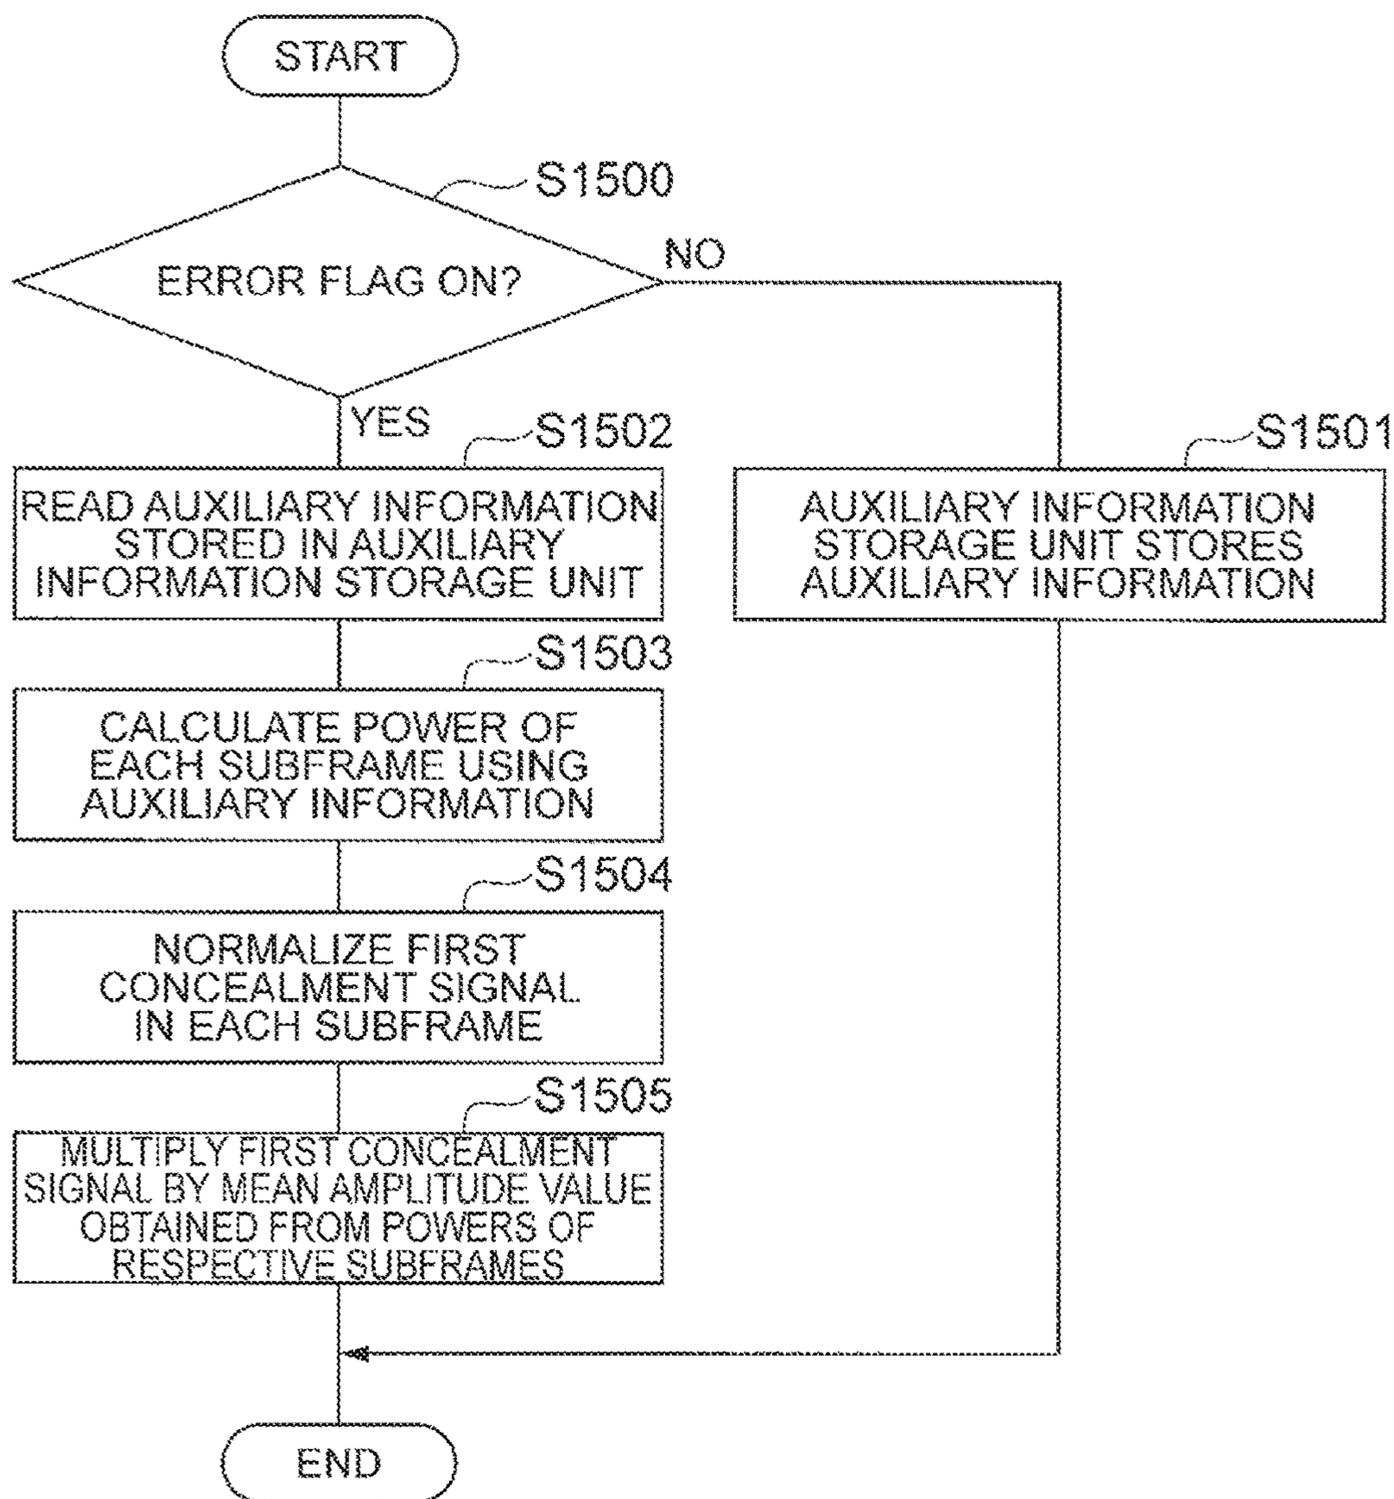 START
S1500
ERROR FLAG ON?
NO
YES
S1502
READ AUXILIARY INFORMATION
STORED IN AUXILIARY
INFORMATION STORAGE UNIT
S1501
AUXILIARY INFORMATION
STORAGE UNIT STORES
AUXILIARY INFORMATION
S1503
CALCULATE POWER OF
EACH SUBFRAME USING
AUXILIARY INFORMATION
S1504
NORMALIZE FIRST
CONCEALMENT SIGNAL
IN EACH SUBFRAME
S1505
MULTIPLY FIRST CONCEALMENT
SIGNAL BY MEAN AMPLITUDE VALUE
OBTAINED FROM POWERS OF
RESPECTIVE SUBFRAMES
END